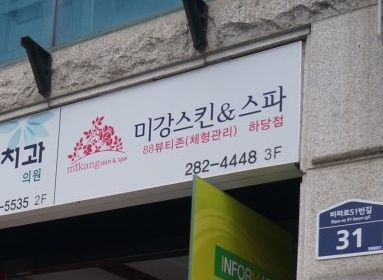 치과
의원
-5535 2F
mikang skin & spa
미강스킨&스파
88뷰티존(체형관리) 하당점
282-4448 3F
INFOR
비파로51번길
31